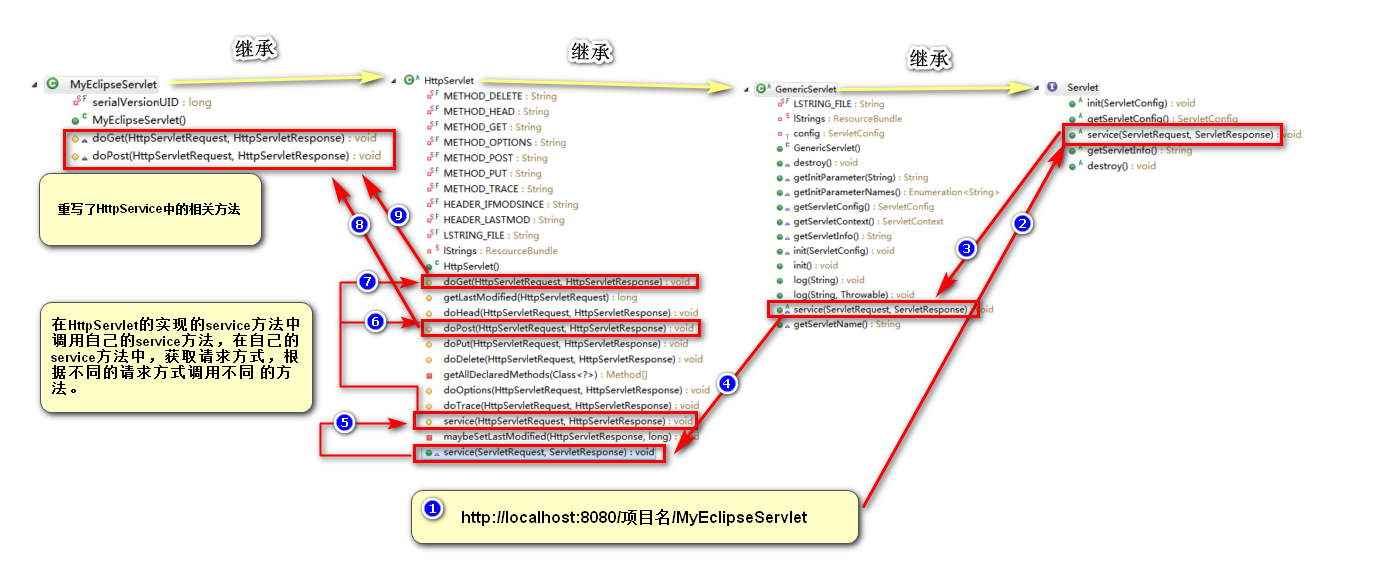 继承
继承
继承
MyEclipseServlet
serialVersionUID : long
MyEclipseServlet()
doGet(HttpServletRequest, HttpServletResponse) : void
doPost(HttpServletRequest, HttpServletResponse) : void
重写了HttpService中的相关方法
8
9
在HttpServlet的实现的service方法中
调用自己的service方法，在自己的
service方法中，获取请求方式，根
据不同的请求方式调用不同 的方
法。
HttpServlet
METHOD_DELETE : String
METHOD_HEAD : String
METHOD_GET : String
METHOD_OPTIONS : String
METHOD_POST : String
METHOD_PUT : String
METHOD_TRACE : String
HEADER_IFMODSINCE : String
HEADER_LASTMOD : String
LSTRING_FILE : String
lStrings : ResourceBundle
HttpServlet()
7
doGet(HttpServletRequest, HttpServletResponse) : void
getLastModified(HttpServletRequest) : long
doHead(HttpServletRequest, HttpServletResponse) : void
6
doPost(HttpServletRequest, HttpServletResponse) : void
doPut(HttpServletRequest, HttpServletResponse) : void
doDelete(HttpServletRequest, HttpServletResponse) : void
getAllDeclaredMethods(Class<?>) : Method[]
doOptions(HttpServletRequest, HttpServletResponse) : void
doTrace(HttpServletRequest, HttpServletResponse) : void
5
service(HttpServletRequest, HttpServletResponse) : void
maybeSetLastModified(HttpServletResponse, long) : void
service(ServletRequest, ServletResponse) : void
4
GenericServlet
LSTRING_FILE : String
lStrings : ResourceBundle
config : ServletConfig
GenericServlet()
destroy() : void
getInitParameter(String) : String
getInitParameterNames() : Enumeration<String>
getServletConfig() : ServletConfig
getServletContext() : ServletContext
getServletInfo() : String
init(ServletConfig) : void
init() : void
log(String) : void
log(String, Throwable) : void
service(ServletRequest, ServletResponse) : void
getServletName() : String
3
2
Servlet
init(ServletConfig) : void
getServletConfig() : ServletConfig
service(ServletRequest, ServletResponse) : void
getServletInfo() : String
destroy() : void
1
http://localhost:8080/项目名/MyEclipseServlet